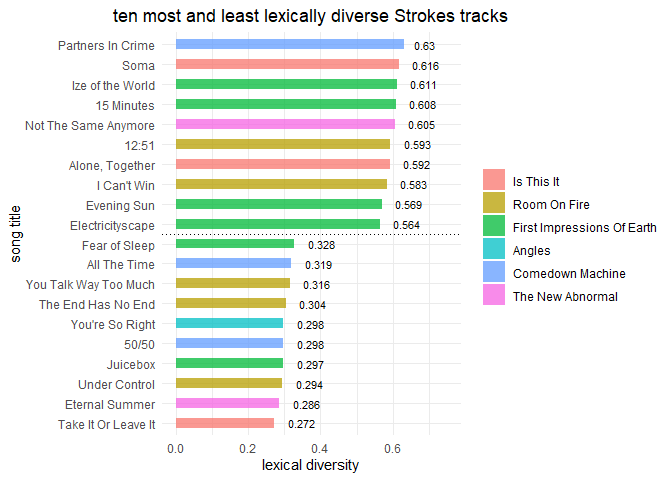 ten most and least lexically diverse Strokes tracks
song title
Partners In Crime 0.63
Soma 0.616
Ize of the World 0.611
15 Minutes 0.608
Not The Same Anymore 0.605
12:51 0.593
Alone, Together 0.592
I Can't Win 0.583
Evening Sun 0.569
Electricityscape 0.564
Fear of Sleep 0.328
All The Time 0.319
You Talk Way Too Much 0.316
The End Has No End 0.304
You're So Right 0.298
50/50 0.298
Juicebox 0.297
Under Control 0.294
Eternal Summer 0.286
Take It Or Leave It 0.272
0.0 0.2 0.4 0.6
lexical diversity
Is This It
Room On Fire
First Impressions Of Earth
Angles
Comedown Machine
The New Abnormal